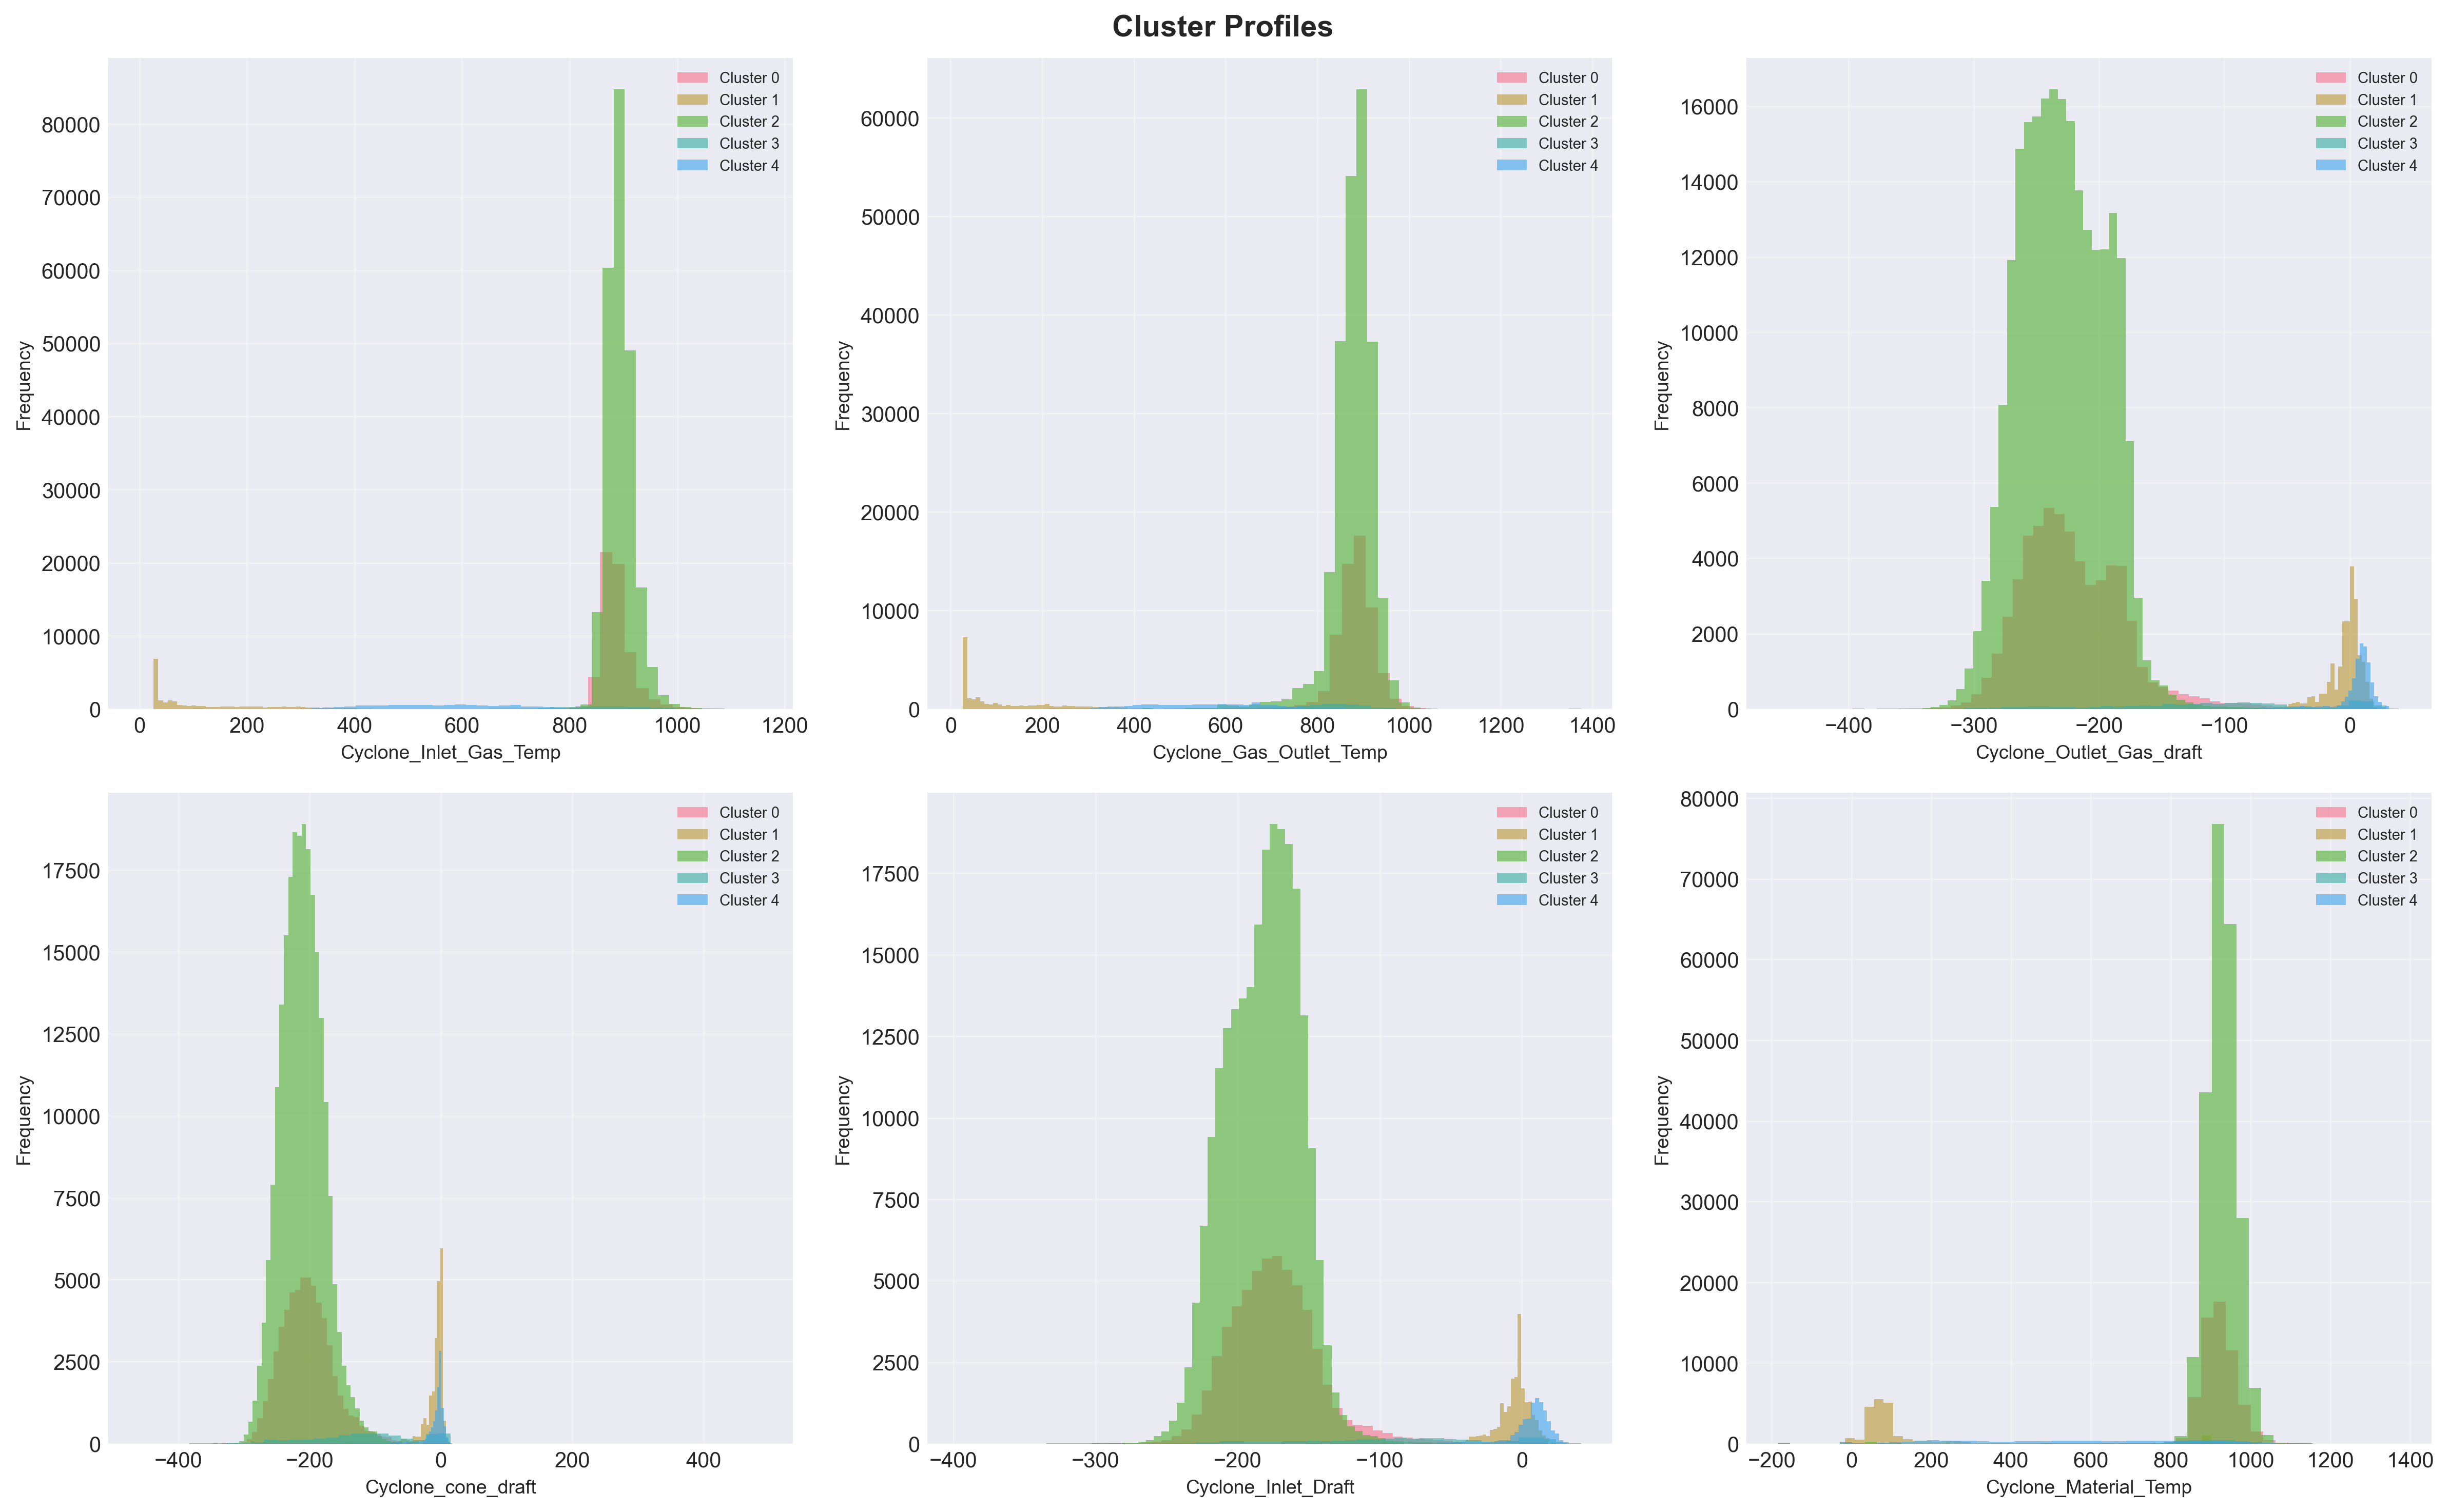 Cluster Profiles
80000
70000
60000
50000
40000
30000
20000
10000
0
Frequency
0 200 400 600 800 1000 1200
Cyclone_Inlet_Gas_Temp
Cluster 0
Cluster 1
Cluster 2
Cluster 3
Cluster 4
60000
50000
40000
30000
20000
10000
0
Frequency
0 200 400 600 800 1000 1200 1400
Cyclone_Gas_Outlet_Temp
Cluster 0
Cluster 1
Cluster 2
Cluster 3
Cluster 4
16000
14000
12000
10000
8000
6000
4000
2000
0
Frequency
−400 −300 −200 −100 0
Cyclone_Outlet_Gas_draft
Cluster 0
Cluster 1
Cluster 2
Cluster 3
Cluster 4
17500
15000
12500
10000
7500
5000
2500
0
Frequency
−400 −200 0 200 400
Cyclone_cone_draft
Cluster 0
Cluster 1
Cluster 2
Cluster 3
Cluster 4
17500
15000
12500
10000
7500
5000
2500
0
Frequency
−400 −300 −200 −100 0
Cyclone_Inlet_Draft
Cluster 0
Cluster 1
Cluster 2
Cluster 3
Cluster 4
80000
70000
60000
50000
40000
30000
20000
10000
0
Frequency
−200 0 200 400 600 800 1000 1200 1400
Cyclone_Material_Temp
Cluster 0
Cluster 1
Cluster 2
Cluster 3
Cluster 4